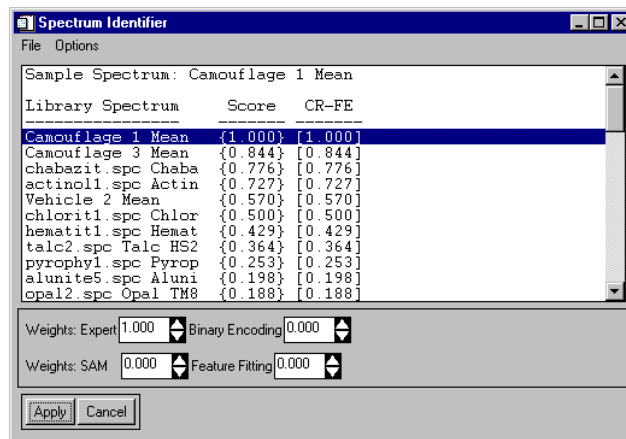 Spectrum Identifier
File Options
Sample Spectrum: Camouflage 1 Mean
Library Spectrum Score CR-FE
---------------- ------- -------
Camouflage 1 Mean {1.000} [1.000]
Camouflage 3 Mean {0.844} [0.844]
chabazit.spc Chaba {0.776} [0.776]
actinol1.spc Actin {0.727} [0.727]
Vehicle 2 Mean {0.570} [0.570]
chlorit1.spc Chlor {0.500} [0.500]
hematit1.spc Hemat {0.429} [0.429]
talc2.spc Talc HS2 {0.364} [0.364]
pyrophy1.spc Pyrop {0.253} [0.253]
alunite5.spc Aluni {0.198} [0.198]
opal2.spc Opal TM8 {0.188} [0.188]
Weights: Expert 1.000 Binary Encoding 0.000
Weights: SAM 0.000 Feature Fitting 0.000
Apply Cancel